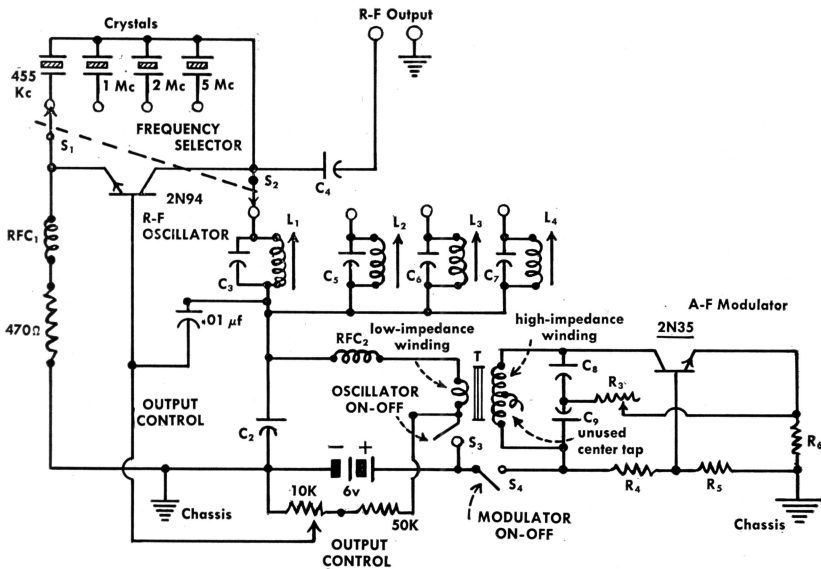 Crystals
R-F Output
455
Kc
1 Mc
2 Mc
5 Mc
FREQUENCY
SELECTOR
S1
S2
C4
2N94
R-F
OSCILLATOR
RFC1
L1
L2
L3
L4
C3
C5
C6
C7
470Ω
.01 µf
A-F Modulator
2N35
low-impedance
winding
high-impedance
winding
RFC2
T
C8
R3
OSCILLATOR
ON-OFF
OUTPUT
CONTROL
C2
C9
unused
center tap
R6
S3
- +
6v
S4
R4
R5
Chassis
10K
50K
MODULATOR
ON-OFF
Chassis
OUTPUT
CONTROL